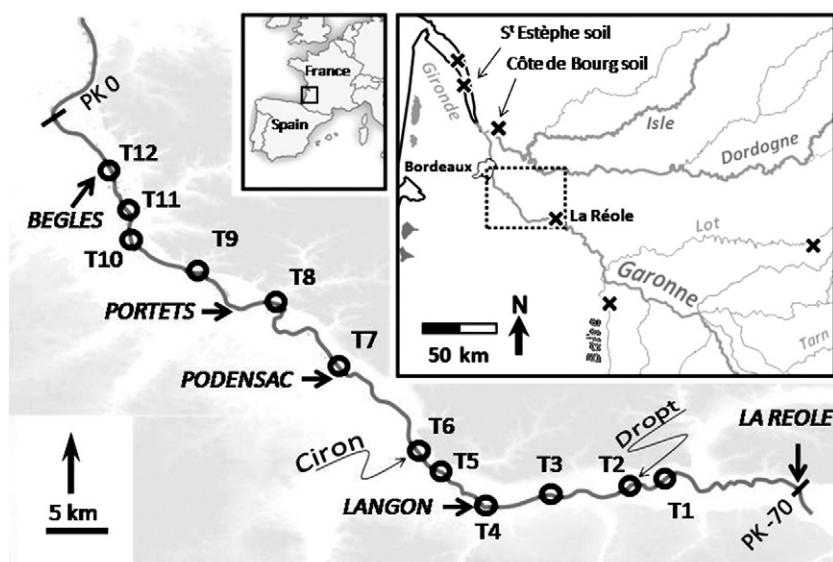 PK 0
T12
BEGLES
T11
T10
T9
PORTETS
T8
T7
PODENSAC
T6
Ciron
T5
LANGON
T4
T3
T2
Dropt
T1
LA REOLE
PK -70
5 km
France
Spain
Sᵗ Estèphe soil
Côte de Bourg soil
Gironde
Isle
Dordogne
Bordeaux
La Réole
Lot
Garonne
N
50 km
Baïse
Tarn